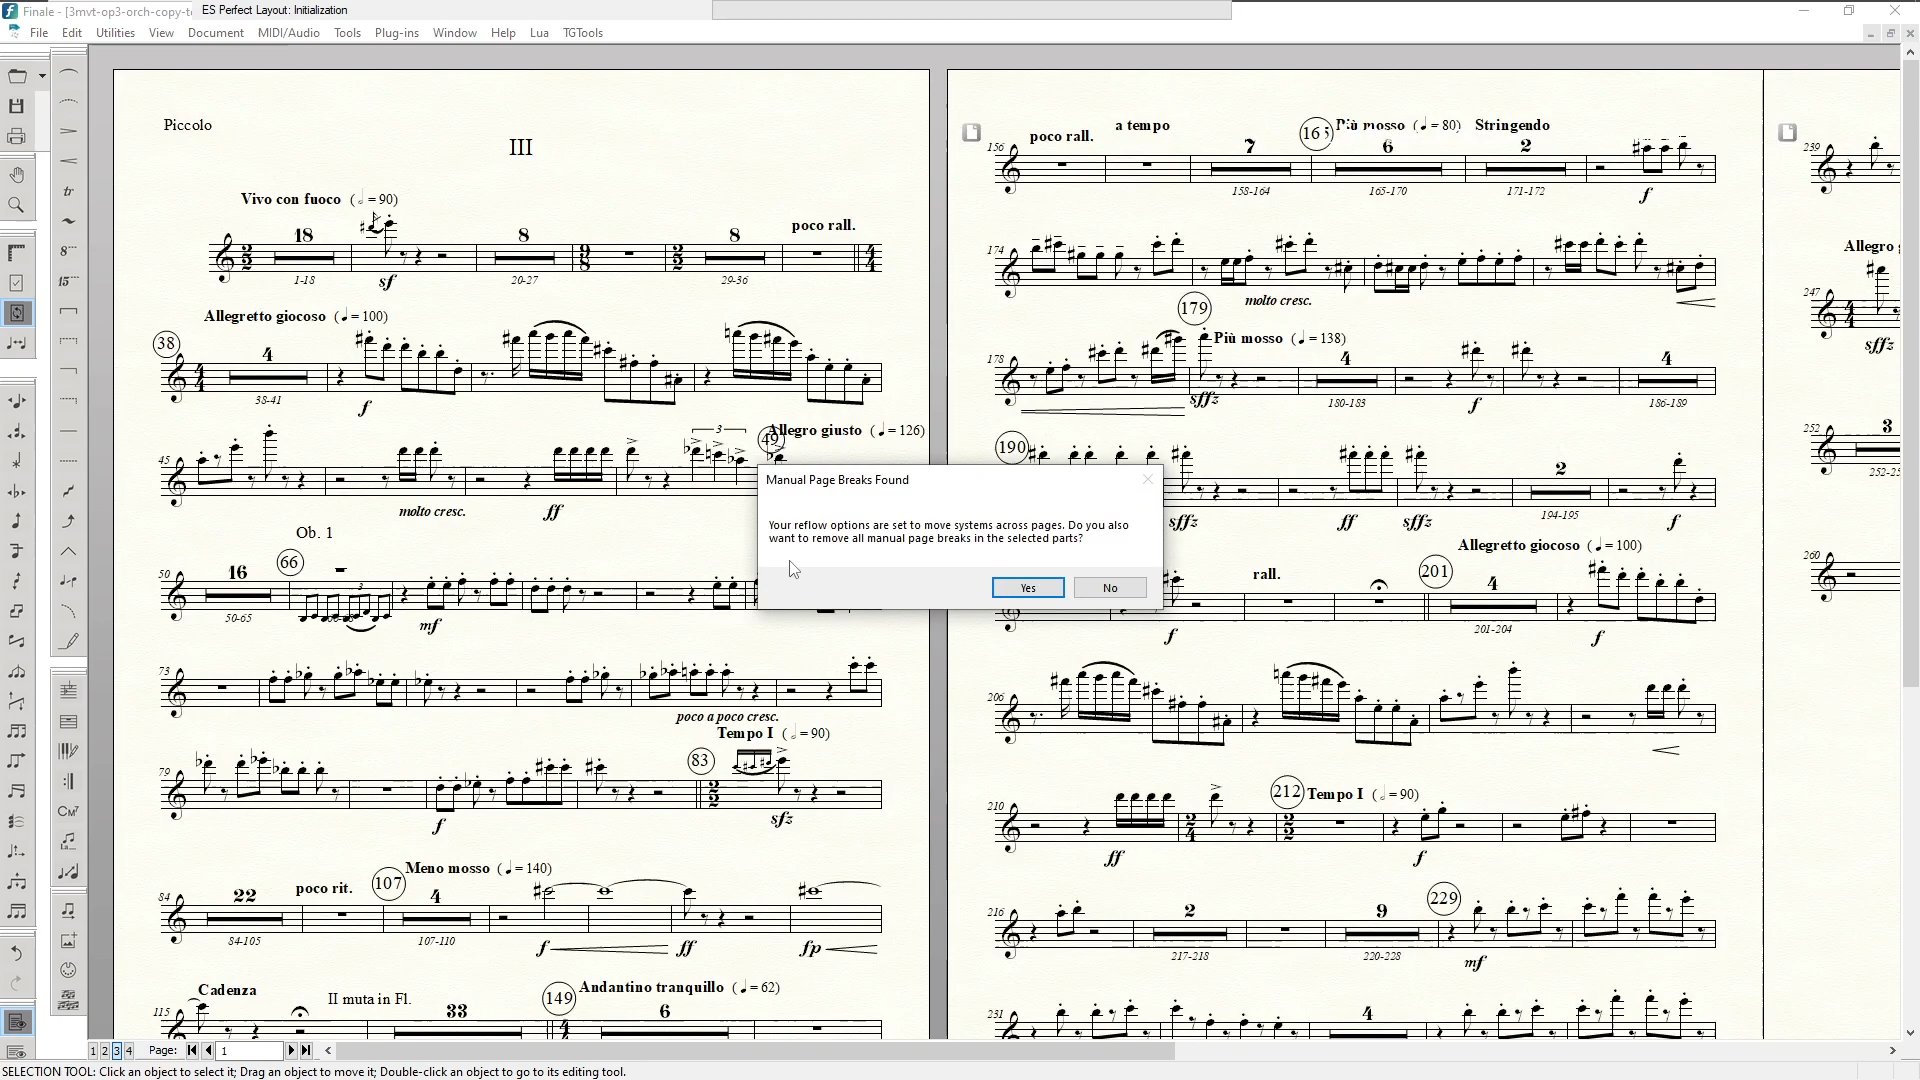 Finale - [3mvt-op3-orch-copy-te
ES Perfect Layout: Initialization
File Edit Utilities View Document MIDI/Audio Tools Plug-ins Window Help Lua TGTools
Piccolo
III
Vivo con fuoco (𝅗𝅥 = 90)
18 8 8 poco rall.
1-18 sf 20-27 29-36
Allegretto giocoso (♩ = 100)
38 4
38-41 f
Allegro giusto (♩ = 126)
45 3 49
molto cresc. ff
Ob. 1
50 16 66 3
50-65 mf
73
poco a poco cresc.
Tempo I (𝅗𝅥 = 90)
79 83
f sfz
Meno mosso (♩ = 140)
84 22 poco rit. 107 4
84-105 107-110 f ff fp
Cadenza II muta in Fl. 149 Andantino tranquillo (♩ = 62)
115 33 6
poco rall. a tempo 165 Più mosso (♩ = 80) Stringendo
156 7 6 2
158-164 165-170 171-172 f
174
molto cresc.
179 Più mosso (♩ = 138)
178 4 4
sffz 180-183 f 186-189
190 2
sffz ff sffz 194-195 f
Allegretto giocoso (♩ = 100)
rall. 201 4
f 201-204 f
206
212 Tempo I (𝅗𝅥 = 90)
210
ff f
216 2 9 229
217-218 220-228 mf
231 4
239
Allegro
247
sffz
252 3
260
Manual Page Breaks Found
Your reflow options are set to move systems across pages. Do you also
want to remove all manual page breaks in the selected parts?
Yes No
tr
8
15
CM7
1 2 3 4 Page: 1
SELECTION TOOL: Click an object to select it; Drag an object to move it; Double-click an object to go to its editing tool.